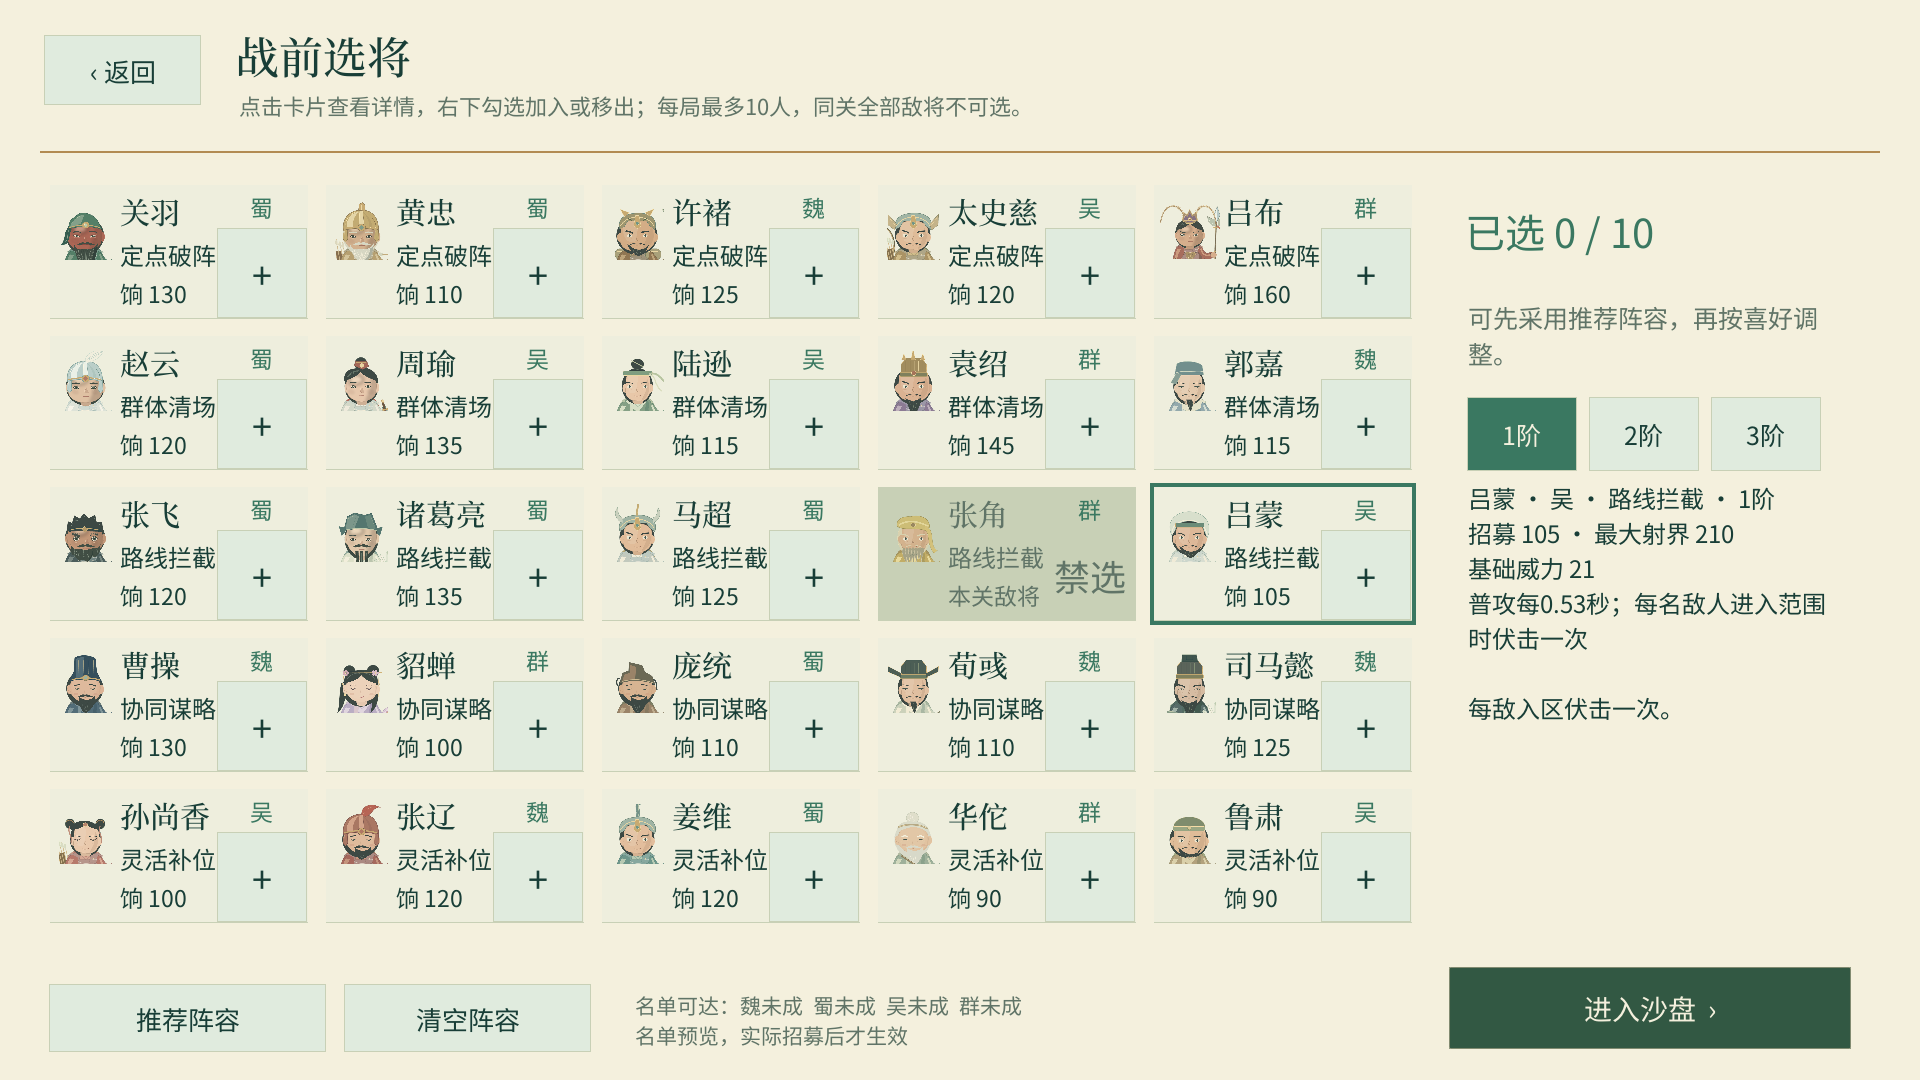 ‹ 返回
战前选将
点击卡片查看详情，右下勾选加入或移出；每局最多10人，同关全部敌将不可选。
关羽 蜀
定点破阵
饷 130
+
黄忠 蜀
定点破阵
饷 110
+
许褚 魏
定点破阵
饷 125
+
太史慈 吴
定点破阵
饷 120
+
吕布 群
定点破阵
饷 160
+
赵云 蜀
群体清场
饷 120
+
周瑜 吴
群体清场
饷 135
+
陆逊 吴
群体清场
饷 115
+
袁绍 群
群体清场
饷 145
+
郭嘉 魏
群体清场
饷 115
+
张飞 蜀
路线拦截
饷 120
+
诸葛亮 蜀
路线拦截
饷 135
+
马超 蜀
路线拦截
饷 125
+
张角 群
路线拦截
本关敌将
禁选
吕蒙 吴
路线拦截
饷 105
+
曹操 魏
协同谋略
饷 130
+
貂蝉 群
协同谋略
饷 100
+
庞统 蜀
协同谋略
饷 110
+
荀彧 魏
协同谋略
饷 110
+
司马懿 魏
协同谋略
饷 125
+
孙尚香 吴
灵活补位
饷 100
+
张辽 魏
灵活补位
饷 120
+
姜维 蜀
灵活补位
饷 120
+
华佗 群
灵活补位
饷 90
+
鲁肃 吴
灵活补位
饷 90
+
已选 0 / 10
可先采用推荐阵容，再按喜好调
整。
1阶 2阶 3阶
吕蒙 · 吴 · 路线拦截 · 1阶
招募 105 · 最大射界 210
基础威力 21
普攻每0.53秒；每名敌人进入范围
时伏击一次
每敌入区伏击一次。
推荐阵容
清空阵容
名单可达：魏未成 蜀未成 吴未成 群未成
名单预览，实际招募后才生效
进入沙盘 ›